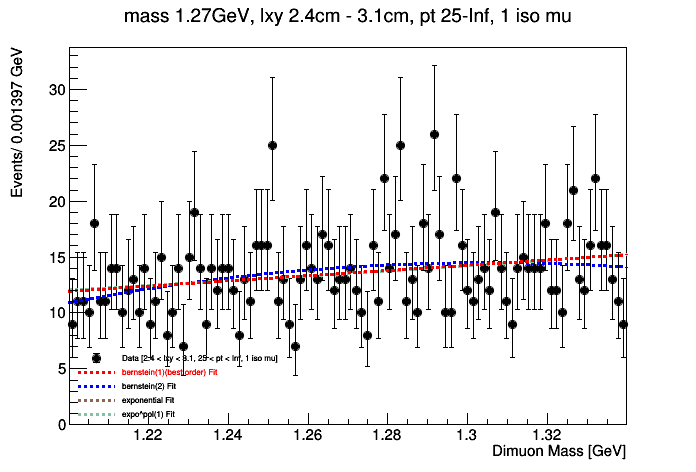 mass 1.27GeV, lxy 2.4cm - 3.1cm, pt 25-Inf, 1 iso mu
Events/ 0.001397 GeV
30
25
20
15
10
5
0
Data [2.4 < lxy < 3.1, 25 < pt < Inf, 1 iso mu]
bernstein(1)(best order) Fit
bernstein(2) Fit
exponential Fit
expo*pol(1) Fit
1.22 1.24 1.26 1.28 1.3 1.32
Dimuon Mass [GeV]